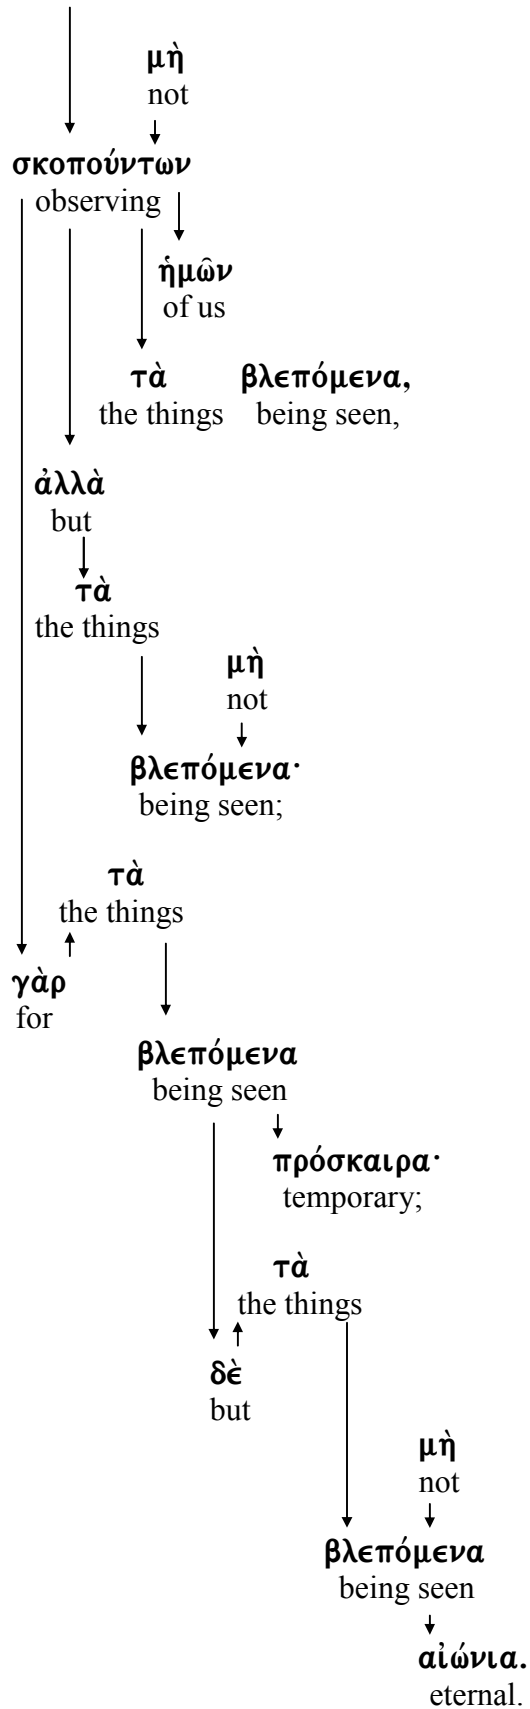 μὴ
not
σκοπούντων
observing
ἡμῶν
of us
τὰ βλεπόμενα,
the things being seen,
ἀλλὰ
but
τὰ
the things
μὴ
not
βλεπόμενα·
being seen;
τὰ
the things
γὰρ
for
βλεπόμενα
being seen
πρόσκαιρα·
temporary;
τὰ
the things
δὲ
but
μὴ
not
βλεπόμενα
being seen
αἰώνια.
eternal.